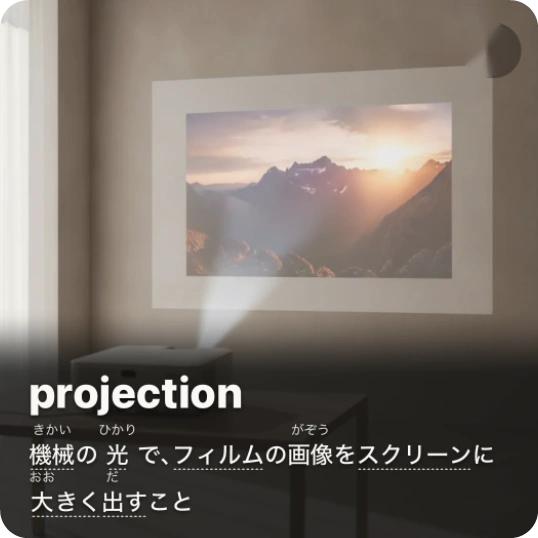 projection
きかい ひかり がぞう
機械の光で、フィルムの画像をスクリーンに
おお だ
大きく出すこと